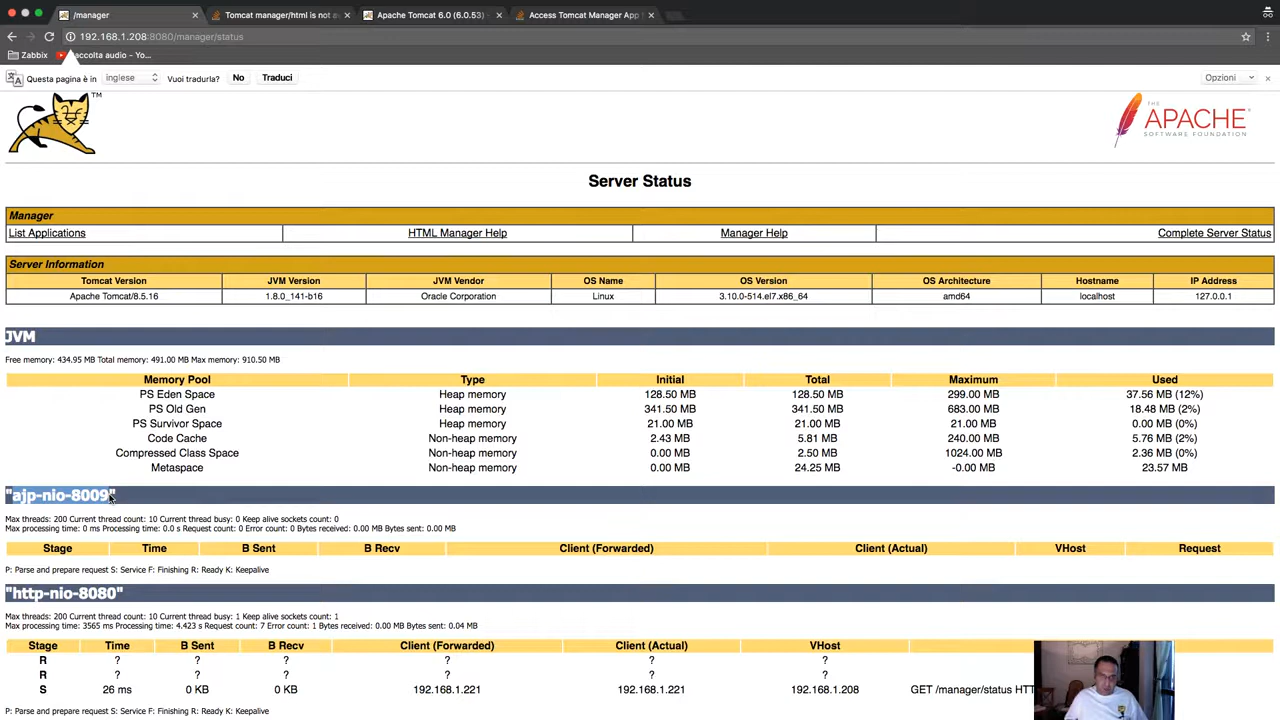 /manager
Tomcat manager/html is not a
Apache Tomcat 6.0 (6.0.53) -
Access Tomcat Manager App
192.168.1.208:8080/manager/status
Zabbix
accolta audio - Yo...
Questa pagina è in inglese Vuoi tradurla? No Traduci Opzioni
TM
THE
APACHE
SOFTWARE FOUNDATION
Server Status
Manager
List Applications HTML Manager Help Manager Help Complete Server Status
Server Information
Tomcat Version JVM Version JVM Vendor OS Name OS Version OS Architecture Hostname IP Address
Apache Tomcat/8.5.16 1.8.0_141-b16 Oracle Corporation Linux 3.10.0-514.el7.x86_64 amd64 localhost 127.0.0.1
JVM
Free memory: 434.95 MB Total memory: 491.00 MB Max memory: 910.50 MB
Memory Pool Type Initial Total Maximum Used
PS Eden Space Heap memory 128.50 MB 128.50 MB 299.00 MB 37.56 MB (12%)
PS Old Gen Heap memory 341.50 MB 341.50 MB 683.00 MB 18.48 MB (2%)
PS Survivor Space Heap memory 21.00 MB 21.00 MB 21.00 MB 0.00 MB (0%)
Code Cache Non-heap memory 2.43 MB 5.81 MB 240.00 MB 5.76 MB (2%)
Compressed Class Space Non-heap memory 0.00 MB 2.50 MB 1024.00 MB 2.36 MB (0%)
Metaspace Non-heap memory 0.00 MB 24.25 MB -0.00 MB 23.57 MB
"ajp-nio-8009"
Max threads: 200 Current thread count: 10 Current thread busy: 0 Keep alive sockets count: 0
Max processing time: 0 ms Processing time: 0.0 s Request count: 0 Error count: 0 Bytes received: 0.00 MB Bytes sent: 0.00 MB
Stage Time B Sent B Recv Client (Forwarded) Client (Actual) VHost Request
P: Parse and prepare request S: Service F: Finishing R: Ready K: Keepalive
"http-nio-8080"
Max threads: 200 Current thread count: 10 Current thread busy: 1 Keep alive sockets count: 1
Max processing time: 3565 ms Processing time: 4.423 s Request count: 7 Error count: 1 Bytes received: 0.00 MB Bytes sent: 0.04 MB
Stage Time B Sent B Recv Client (Forwarded) Client (Actual) VHost
R ? ? ? ? ? ?
R ? ? ? ? ? ?
S 26 ms 0 KB 0 KB 192.168.1.221 192.168.1.221 192.168.1.208 GET /manager/status HTT
P: Parse and prepare request S: Service F: Finishing R: Ready K: Keepalive